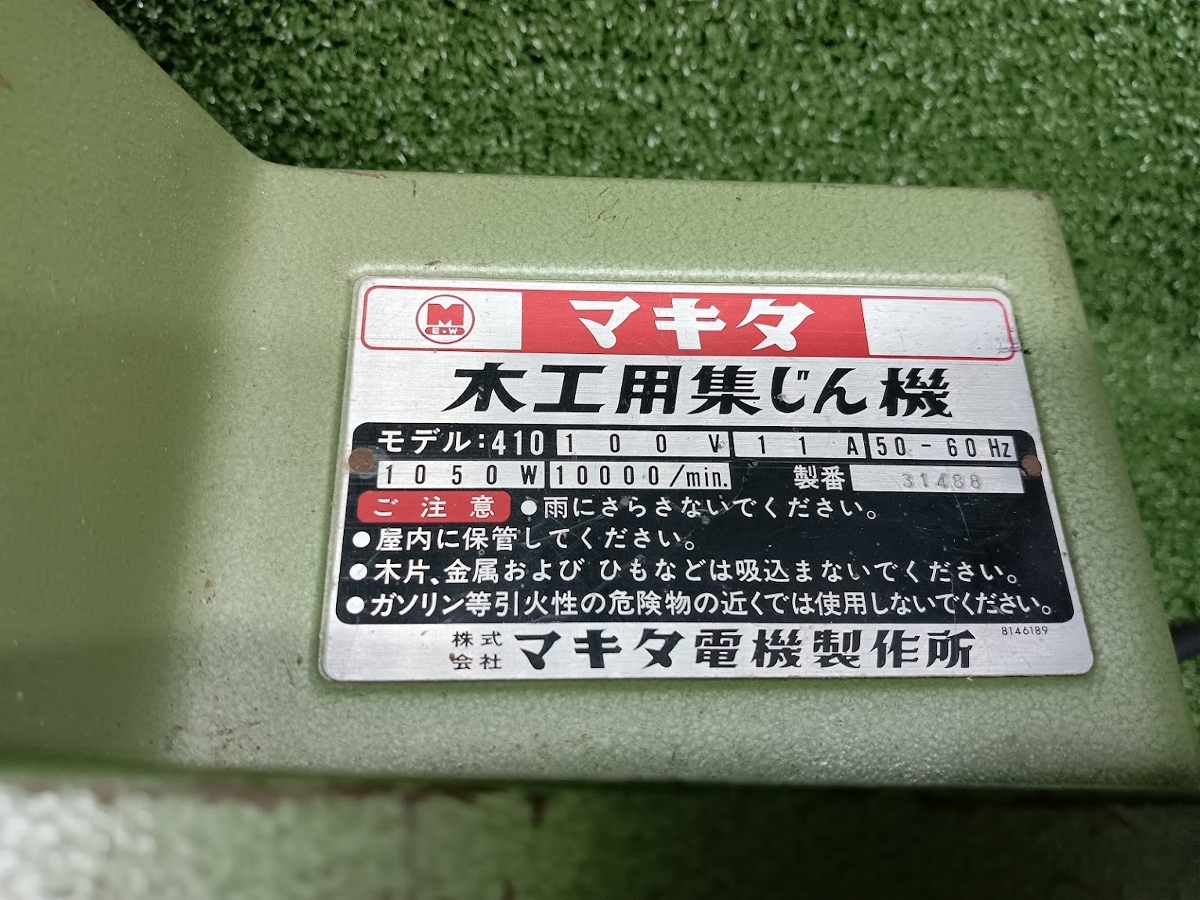 M
E・W
マキタ
木工用集じん機
モデル:410 100V 11A 50-60Hz
1050W 10000/min. 製番 31488
ご注意 ●雨にさらさないでください。
●屋内に保管してください。
●木片、金属および ひもなどは吸込まないでください。
●ガソリン等引火性の危険物の近くでは使用しないでください。
株式会社 マキタ電機製作所
8146189